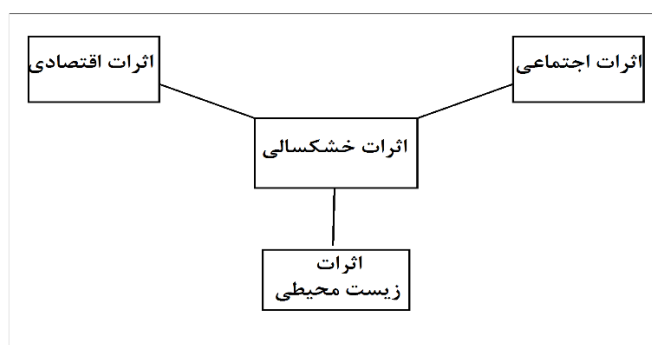 اثرات اجتماعی
اثرات اقتصادی
اثرات خشکسالی
اثرات
زیست محیطی